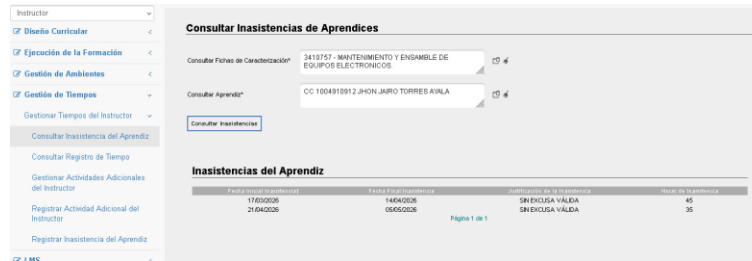 Instructor
Diseño Curricular
Ejecución de la Formación
Gestión de Ambientes
Gestión de Tiempos
Gestionar Tiempos del Instructor
Consultar Inasistencia del Aprendiz
Consultar Registro de Tiempo
Gestionar Actividades Adicionales
del Instructor
Registrar Actividad Adicional del
Instructor
Registrar Inasistencia del Aprendiz
LMS
Consultar Inasistencias de Aprendices
Consultar Fichas de Caracterización*
3410757 - MANTENIMIENTO Y ENSAMBLE DE
EQUIPOS ELECTRONICOS.
Consultar Aprendiz*
CC 1004910912 JHON JAIRO TORRES AYALA
Consultar Inasistencias
Inasistencias del Aprendiz
Fecha Inicial Inasistencia Fecha Final Inasistencia Justificación de la Inasistencia Horas de Inasistencia
17/03/2026 14/04/2026 SIN EXCUSA VÁLIDA 45
21/04/2026 05/05/2026 SIN EXCUSA VÁLIDA 35
Página 1 de 1